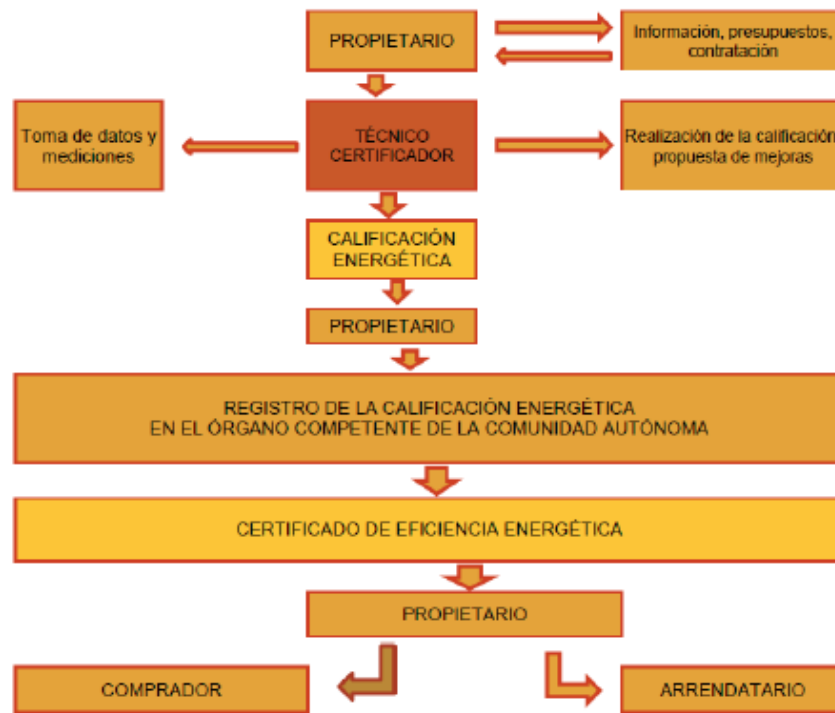 PROPIETARIO
Información, presupuestos,
contratación
Toma de datos y
mediciones
TÉCNICO
CERTIFICADOR
Realización de la calificación,
propuesta de mejoras
CALIFICACIÓN
ENERGÉTICA
PROPIETARIO
REGISTRO DE LA CALIFICACIÓN ENERGÉTICA
EN EL ÓRGANO COMPETENTE DE LA COMUNIDAD AUTÓNOMA
CERTIFICADO DE EFICIENCIA ENERGÉTICA
PROPIETARIO
COMPRADOR
ARRENDATARIO